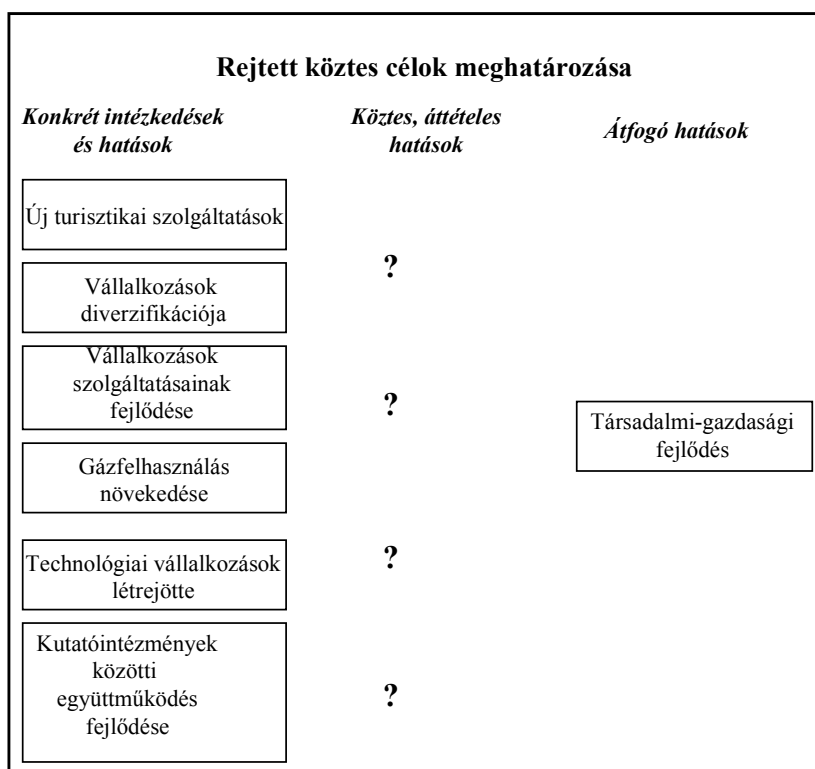 Rejtett köztes célok meghatározása
Konkrét intézkedések
és hatások
Köztes, áttételes
hatások
Átfogó hatások
Új turisztikai szolgáltatások
?
Vállalkozások
diverzifikációja
Vállalkozások
szolgáltatásainak
fejlődése
?
Társadalmi-gazdasági
fejlődés
Gázfelhasználás
növekedése
?
Technológiai vállalkozások
létrejötte
Kutatóintézmények
közötti
együttműködés
fejlődése
?